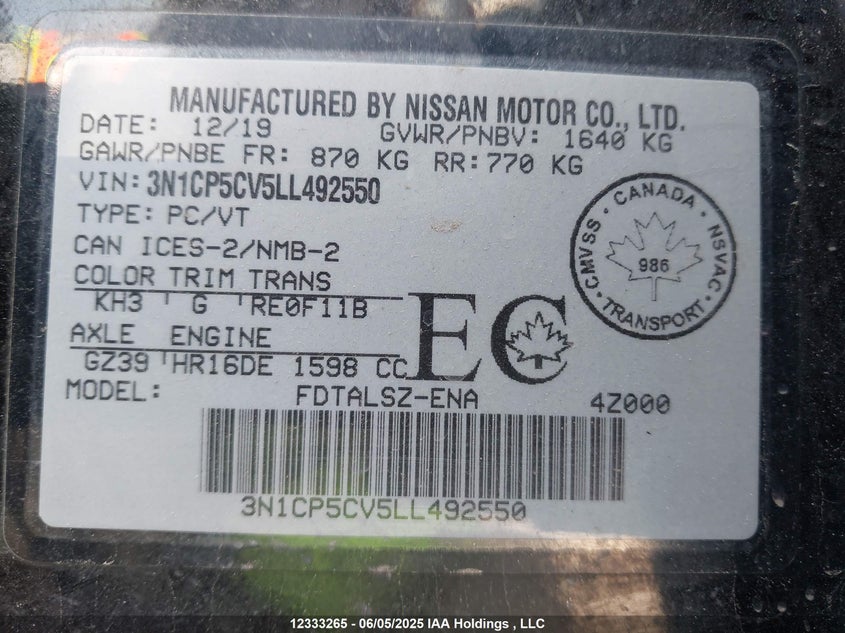 MANUFACTURED BY NISSAN MOTOR CO., LTD.
DATE: 12/19 GVWR/PNBV: 1640 KG
GAWR/PNBE FR: 870 KG RR: 770 KG
VIN: 3N1CP5CV5LL492550
TYPE: PC/VT
CAN ICES-2/NMB-2
COLOR TRIM TRANS
KH3 G RE0F11B
AXLE ENGINE
GZ39 HR16DE 1598 CC
EC
MODEL: FDTALSZ-ENA 4Z000
CMVSS · CANADA · NSVAC · TRANSPORT ·
986
3N1CP5CV5LL492550
12333265 - 06/05/2025 IAA Holdings , LLC